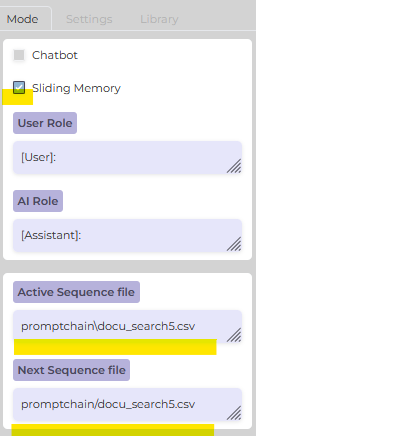 Mode Settings Library
Chatbot
Sliding Memory
User Role
[User]:
AI Role
[Assistant]:
Active Sequence file
promptchain\docu_search5.csv
Next Sequence file
promptchain/docu_search5.csv